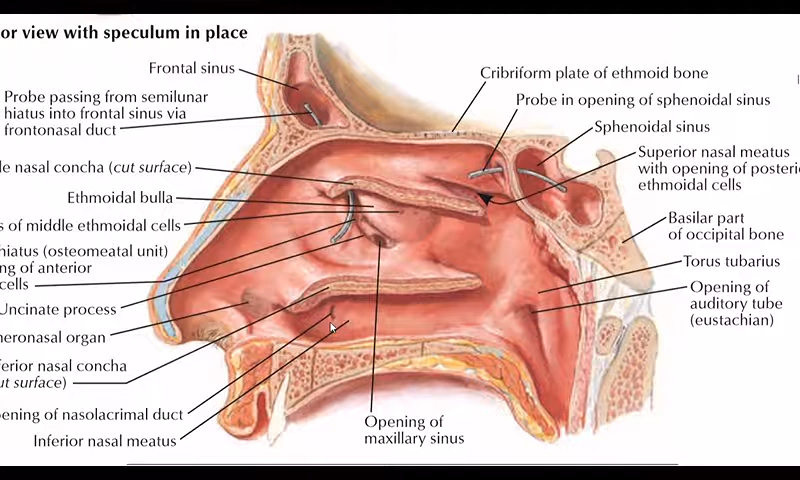 or view with speculum in place
Frontal sinus
Probe passing from semilunar
hiatus into frontal sinus via
frontonasal duct
le nasal concha (cut surface)
Ethmoidal bulla
s of middle ethmoidal cells
hiatus (osteomeatal unit)
ng of anterior
cells
Uncinate process
neronasal organ
ferior nasal concha
ut surface)
pening of nasolacrimal duct
Inferior nasal meatus
Opening of
maxillary sinus
Cribriform plate of ethmoid bone
Probe in opening of sphenoidal sinus
Sphenoidal sinus
Superior nasal meatus
with opening of posteri
ethmoidal cells
Basilar part
of occipital bone
Torus tubarius
Opening of
auditory tube
(eustachian)